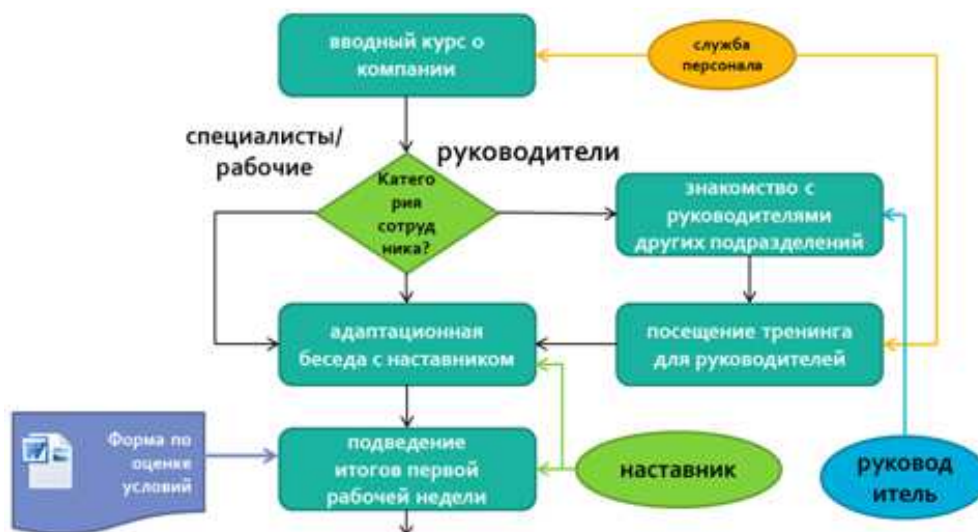 вводный курс о
компании
служба
персонала
специалисты/
рабочие
руководители
Катего
рия
сотруд
ника?
знакомство с
руководителями
других подразделений
адаптационная
беседа с наставником
посещение тренинга
для руководителей
Форма по
оценке
условий
подведение
итогов первой
рабочей недели
наставник
руковод
итель